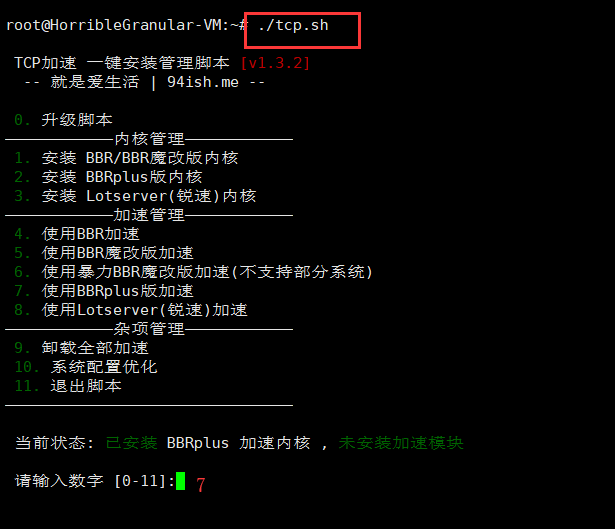 root@HorribleGranular-VM:~# ./tcp.sh
TCP加速 一键安装管理脚本 [v1.3.2]
-- 就是爱生活 | 94ish.me --
0. 升级脚本
————————————内核管理————————————
1. 安装 BBR/BBR魔改版内核
2. 安装 BBRplus版内核
3. 安装 Lotserver(锐速)内核
————————————加速管理————————————
4. 使用BBR加速
5. 使用BBR魔改版加速
6. 使用暴力BBR魔改版加速(不支持部分系统)
7. 使用BBRplus版加速
8. 使用Lotserver(锐速)加速
————————————杂项管理————————————
9. 卸载全部加速
10. 系统配置优化
11. 退出脚本
————————————————————————————————
当前状态: 已安装 BBRplus 加速内核 , 未安装加速模块
请输入数字 [0-11]: 7